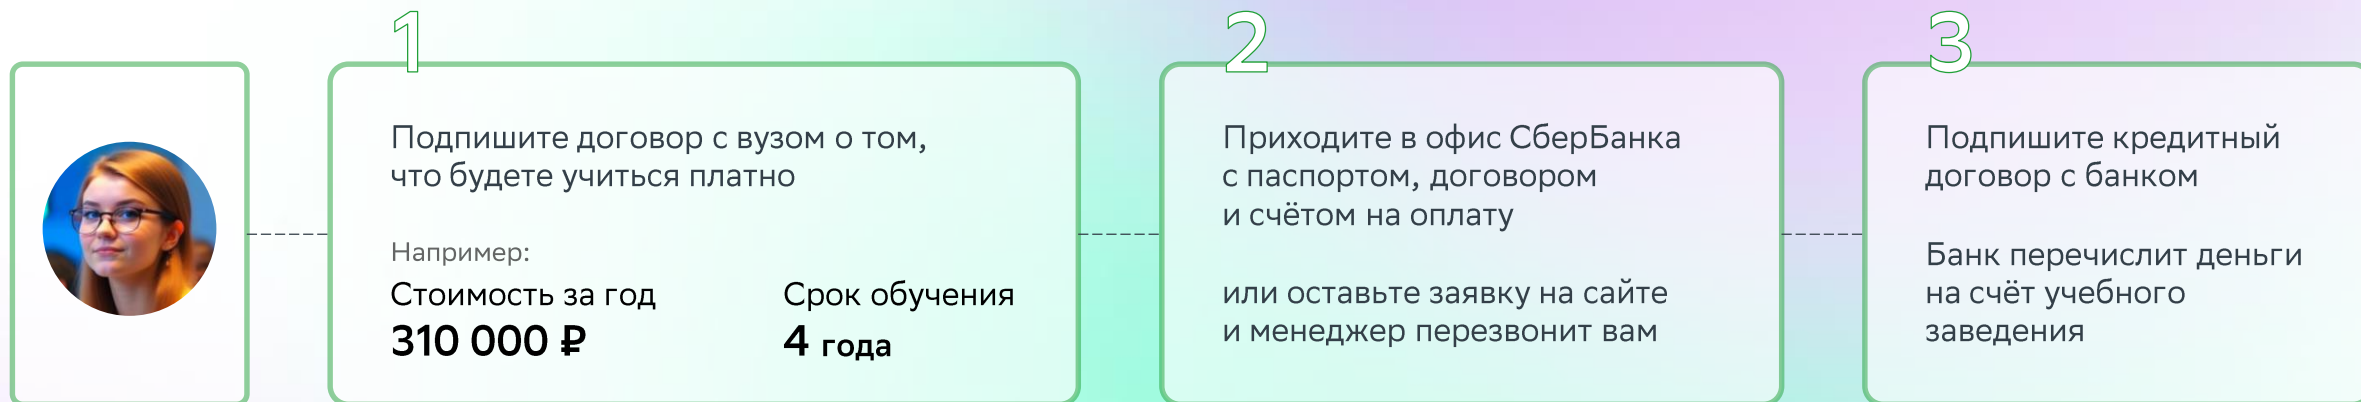 1
Подпишите договор с вузом о том,
что будете учиться платно
Например:
Стоимость за год
310 000 ₽
Срок обучения
4 года
2
Приходите в офис СберБанка
с паспортом, договором
и счётом на оплату
или оставьте заявку на сайте
и менеджер перезвонит вам
3
Подпишите кредитный
договор с банком
Банк перечислит деньги
на счёт учебного
заведения